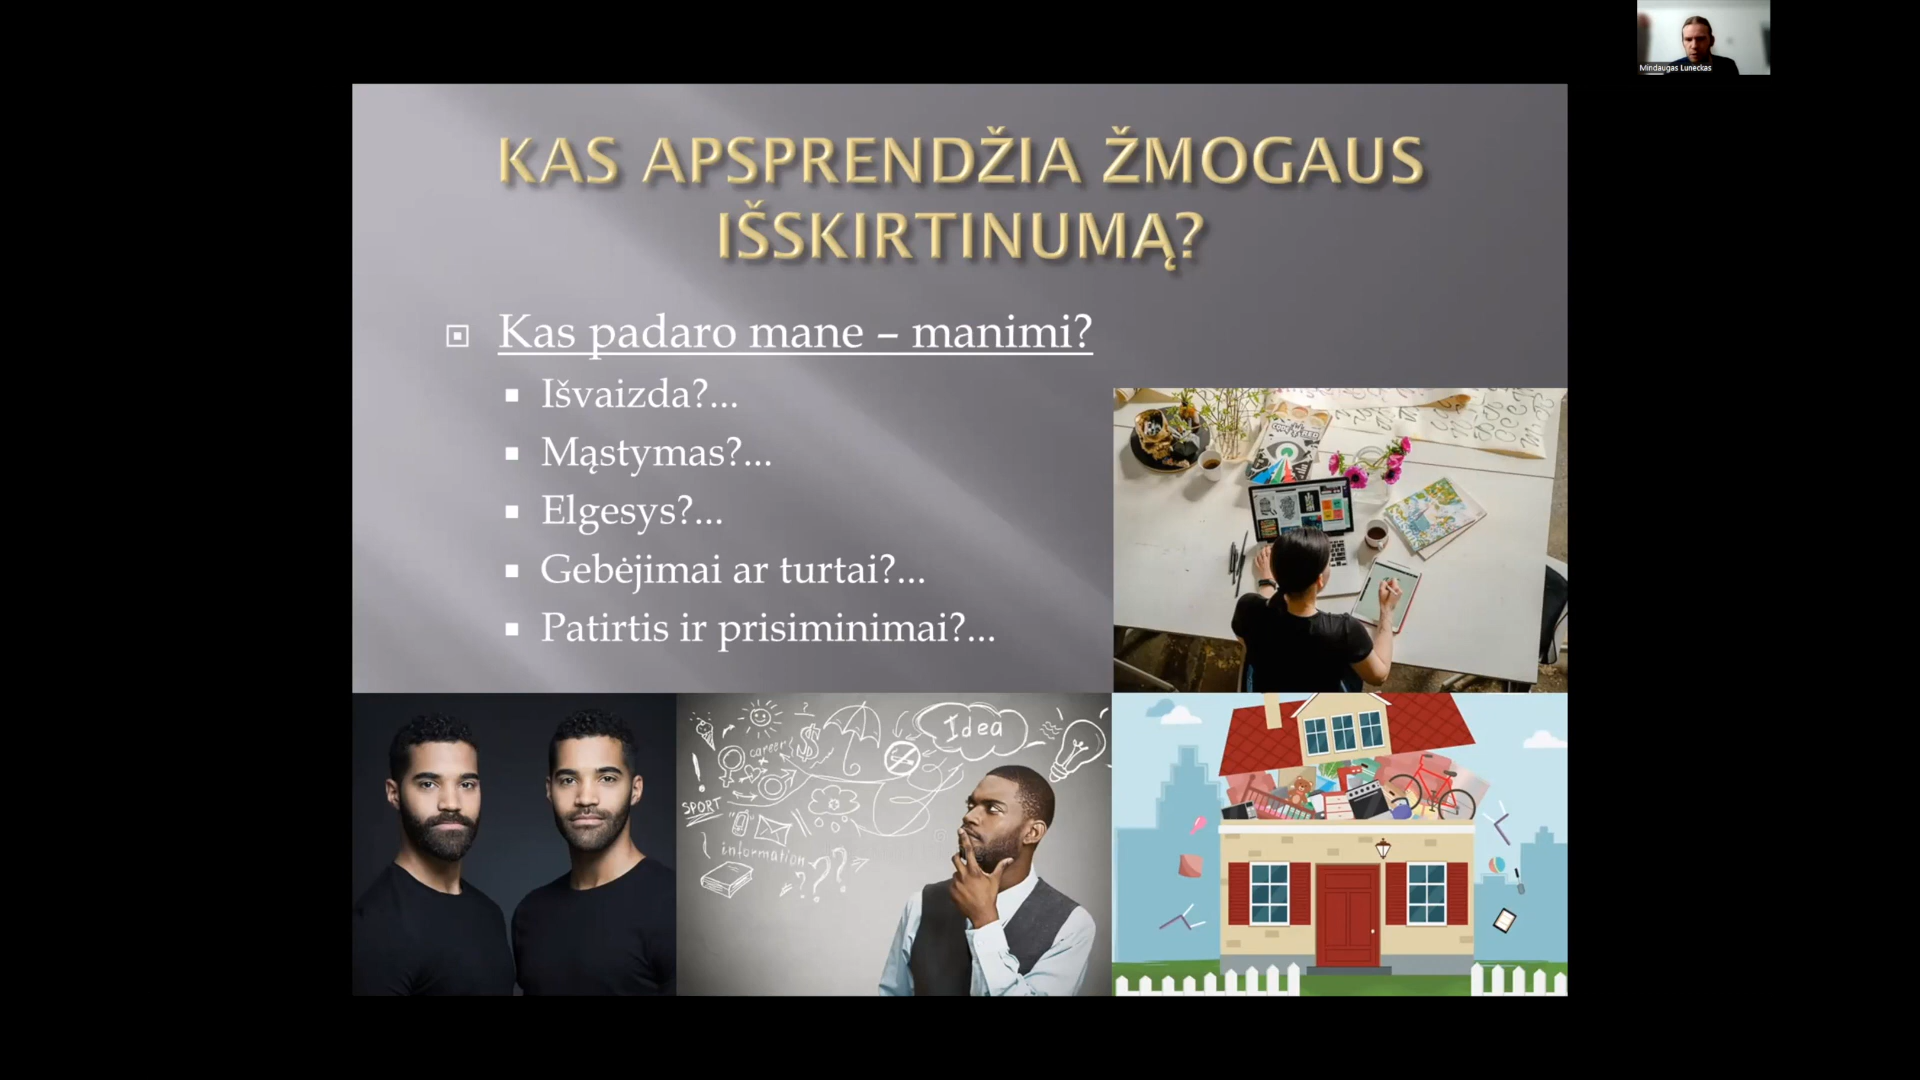 Mindaugas Luneckas
KAS APSPRENDŽIA ŽMOGAUS
IŠSKIRTINUMĄ?
Kas padaro mane – manimi?
Išvaizda?...
Mąstymas?...
Elgesys?...
Gebėjimai ar turtai?...
Patirtis ir prisiminimai?...
Idea
career
SPORT
information